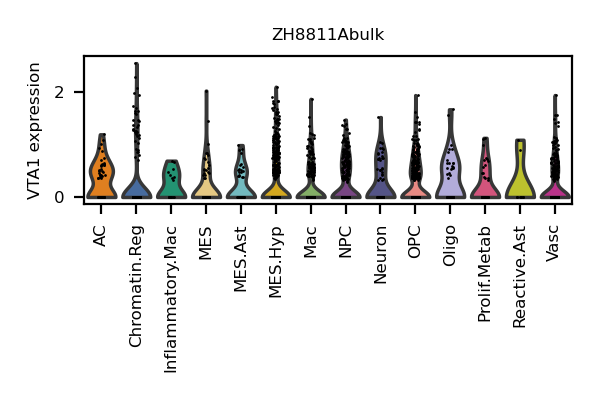 ZH8811Abulk
VTA1 expression
2
0
AC
Chromatin.Reg
Inflammatory.Mac
MES
MES.Ast
MES.Hyp
Mac
NPC
Neuron
OPC
Oligo
Prolif.Metab
Reactive.Ast
Vasc